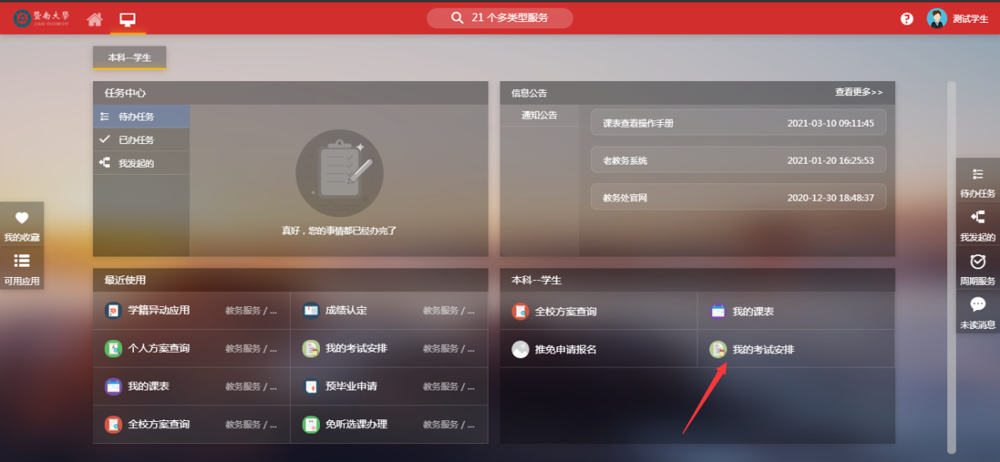 暨南大學
JINAN UNIVERSITY
21 个多类型服务
测试学生
本科--学生
任务中心
待办任务
已办任务
我发起的
真好，您的事情都已经办完了
信息公告
查看更多>>
通知公告
课表查看操作手册 2021-03-10 09:11:45
老教务系统 2021-01-20 16:25:53
教务处官网 2020-12-30 18:48:37
我的收藏
可用应用
待办任务
我发起的
周期服务
未读消息
最近使用
学籍异动应用 教务服务 / ...
成绩认定 教务服务 / ...
个人方案查询 教务服务 / ...
我的考试安排 教务服务 / ...
我的课表 教务服务 / ...
预毕业申请 教务服务 / ...
全校方案查询 教务服务 / ...
免听选课办理 教务服务 / ...
本科--学生
全校方案查询
我的课表
推免申请报名
我的考试安排